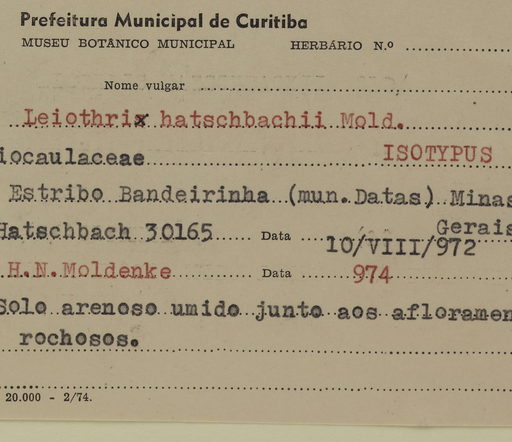 Prefeitura Municipal de Curitiba
MUSEU BOTÂNICO MUNICIPAL HERBÁRIO N.º
Nome vulgar
Leiothrix hatschbachii Mold.
iocaulaceae ISOTYPUS
Estribo Bandeirinha (mun.Datas) Minas
Gerais
Hatschbach 30165 Data 10/VIII/972
H.N.Moldenke Data 974
Solo arenoso umido junto aos afloramen
rochosos.
20.000 - 2/74.